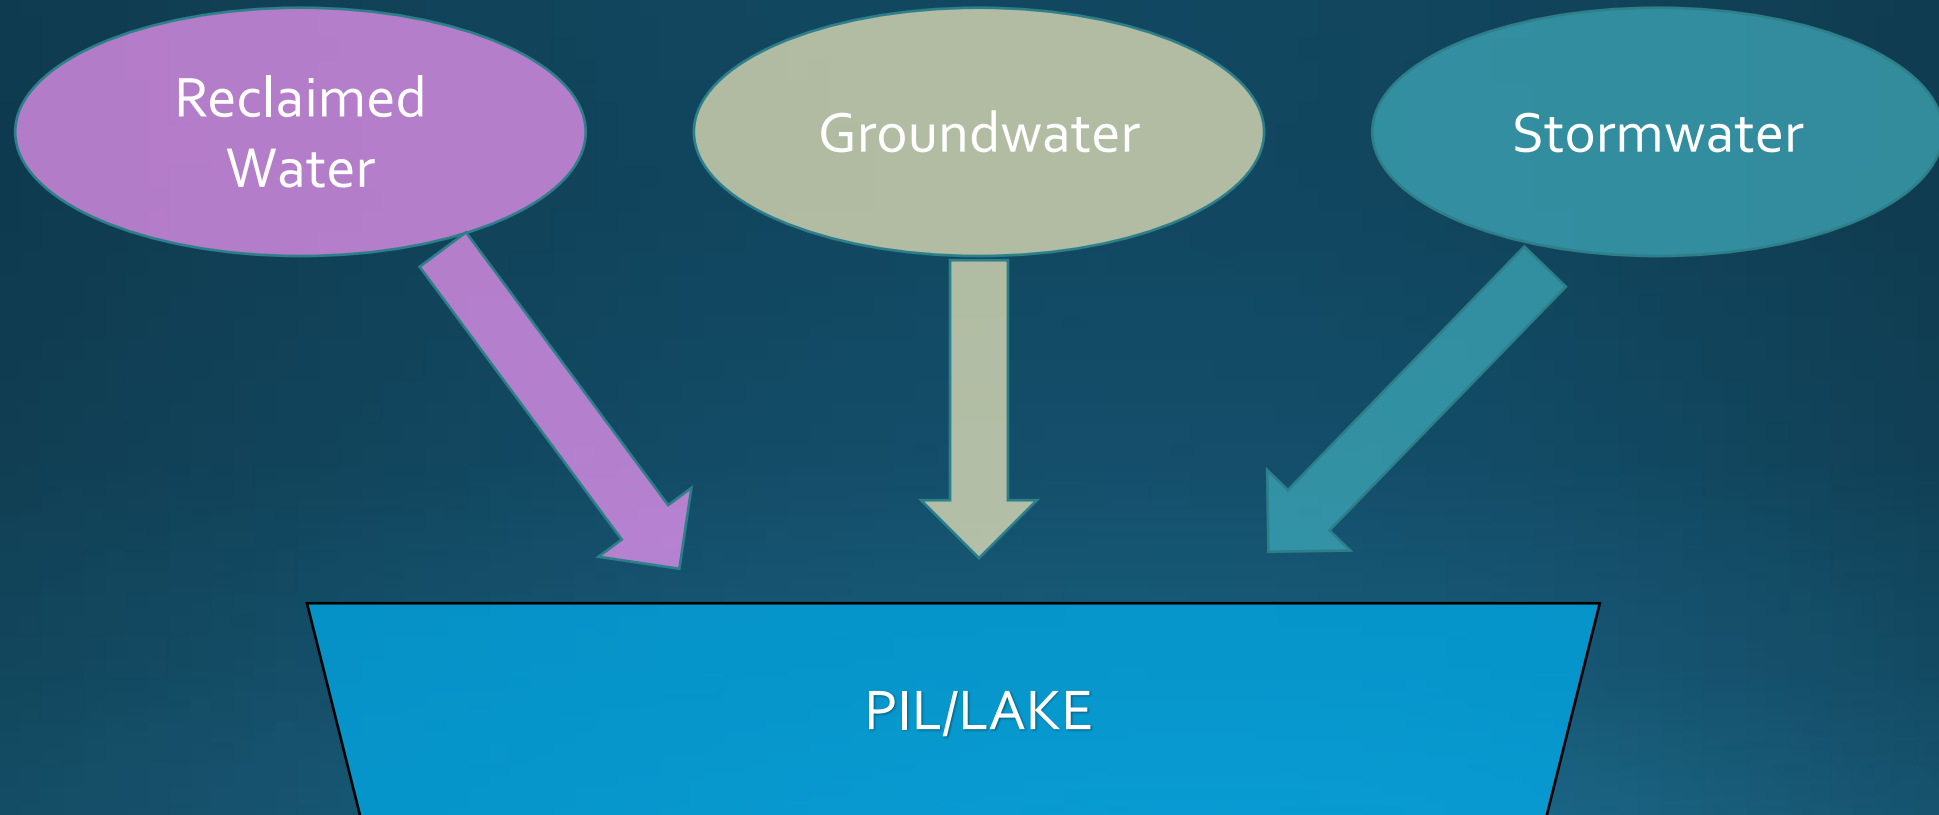 Reclaimed
Water
Groundwater
Stormwater
PIL/LAKE